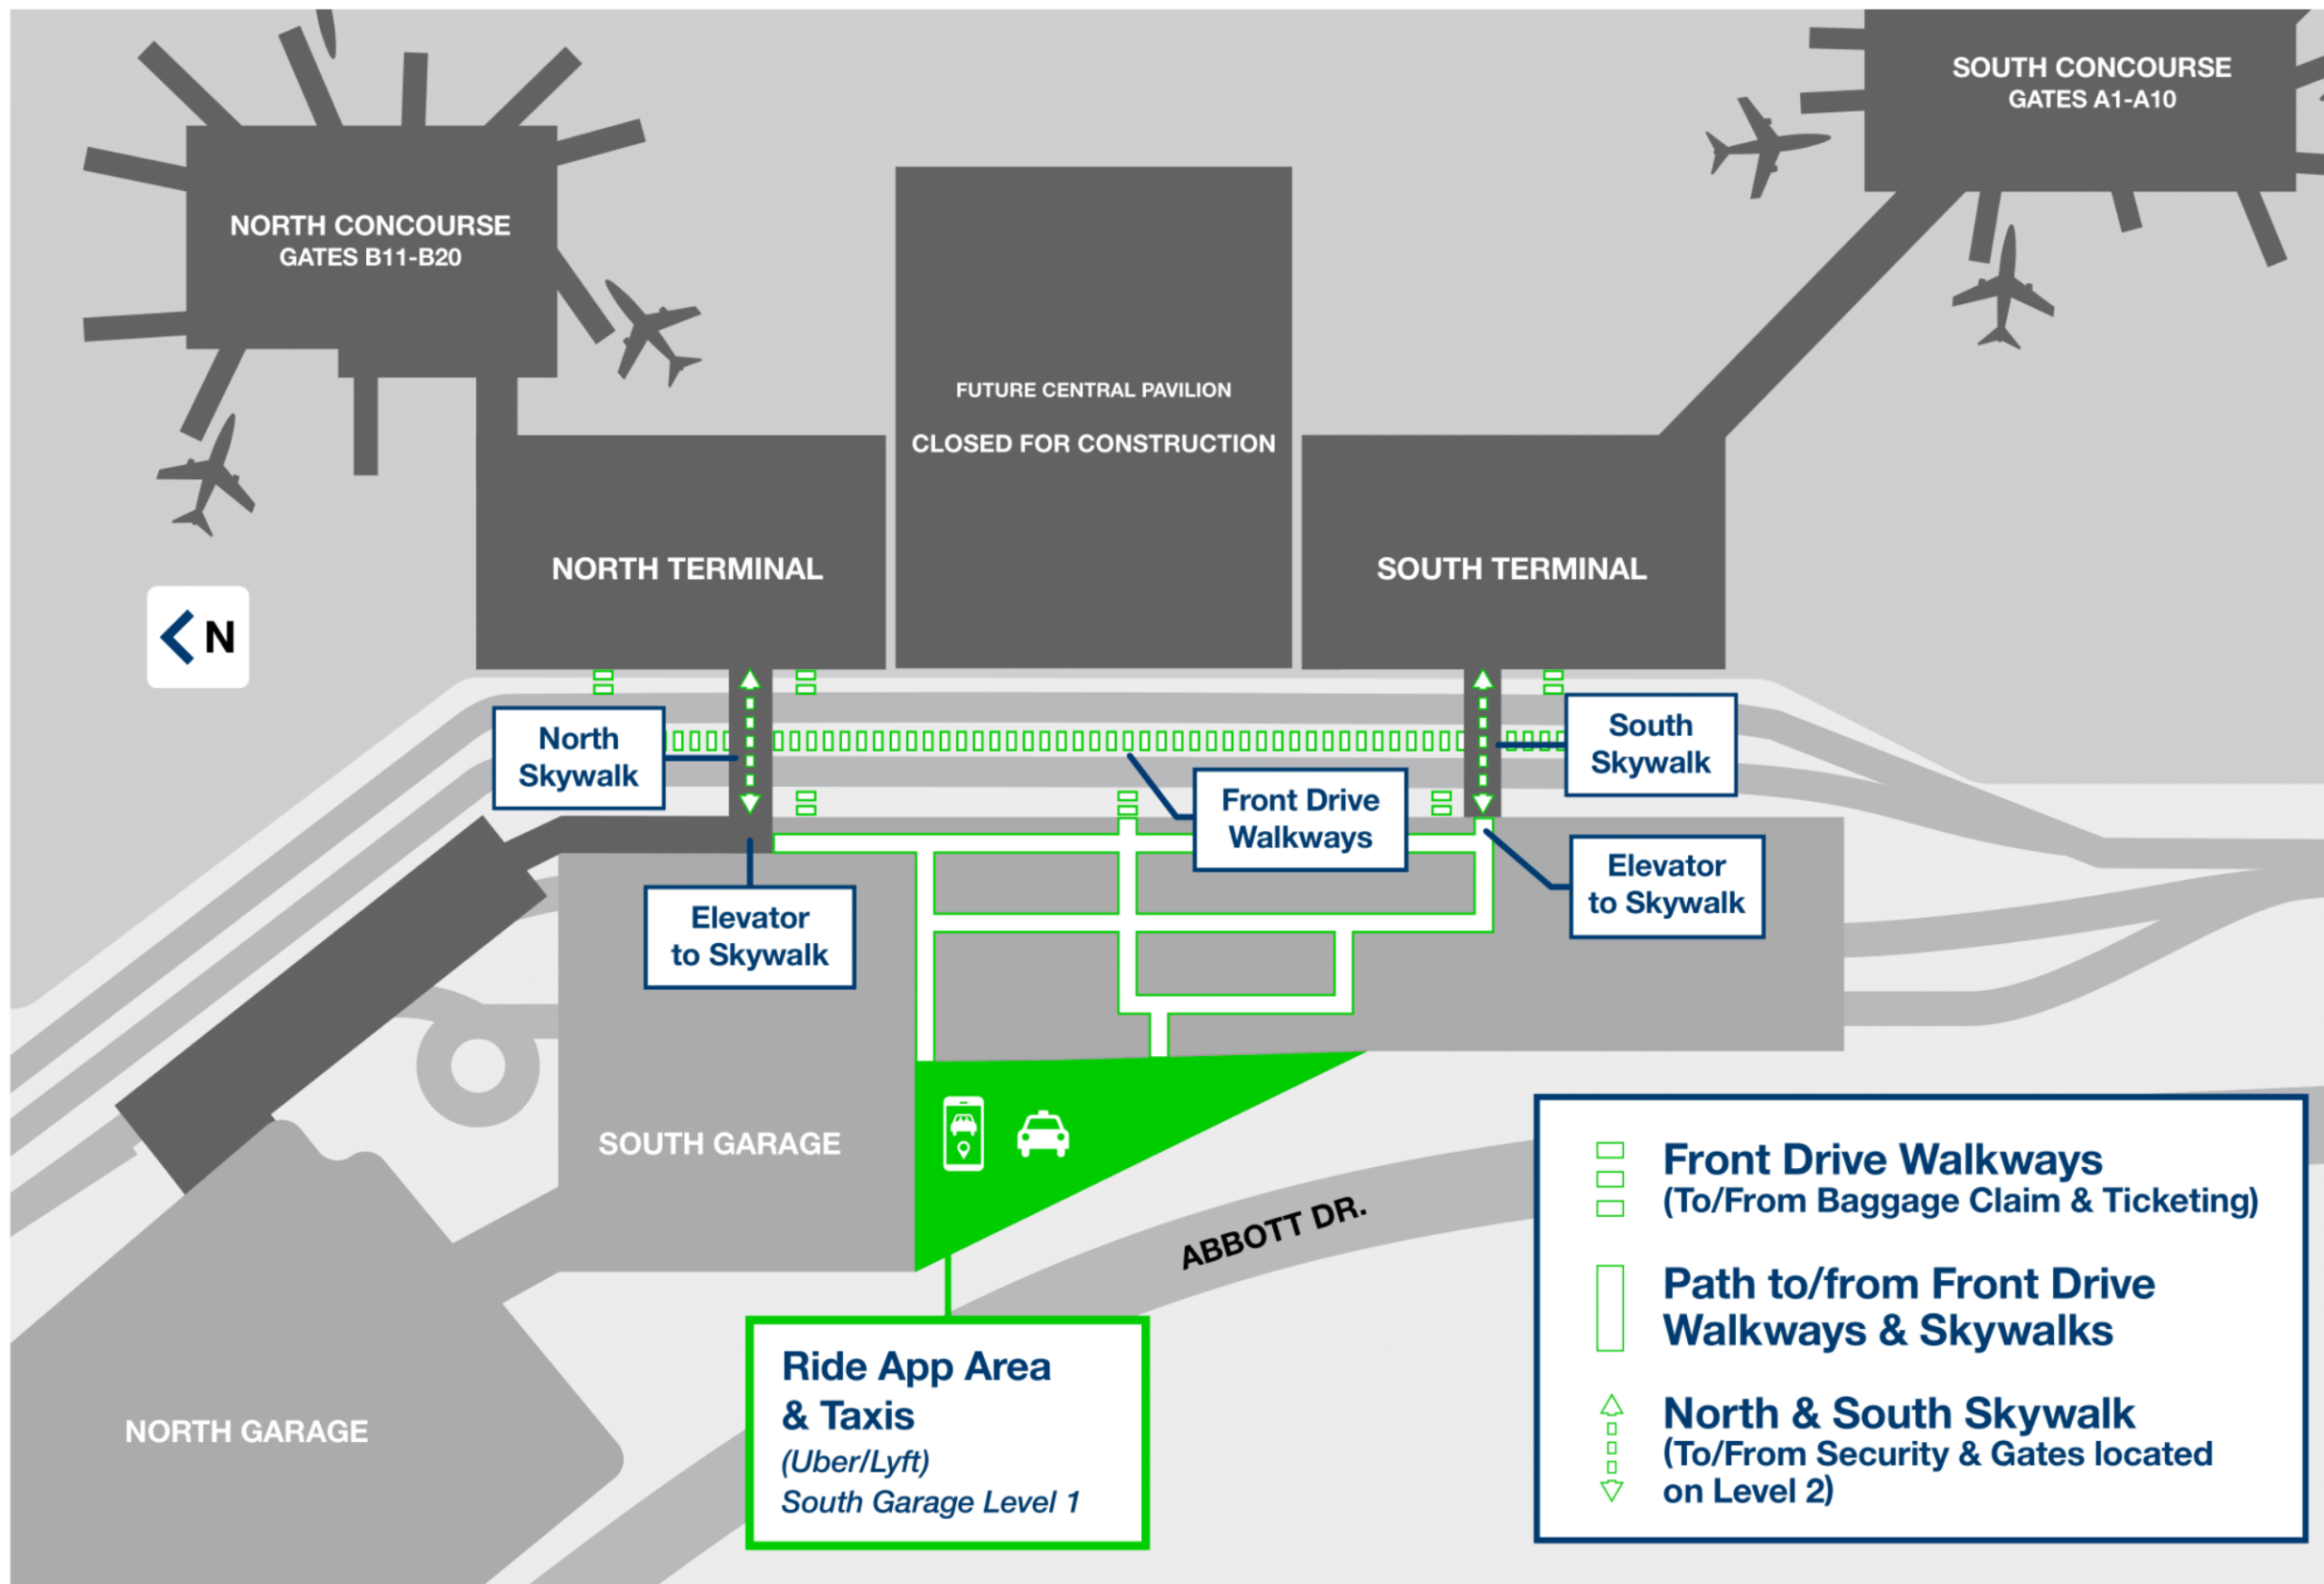 SOUTH CONCOURSE
GATES A1-A10
NORTH CONCOURSE
GATES B11-B20
FUTURE CENTRAL PAVILION
CLOSED FOR CONSTRUCTION
NORTH TERMINAL
SOUTH TERMINAL
N
North
Skywalk
South
Skywalk
Front Drive
Walkways
Elevator
to Skywalk
Elevator
to Skywalk
SOUTH GARAGE
ABBOTT DR.
NORTH GARAGE
Ride App Area
& Taxis
(Uber/Lyft)
South Garage Level 1
Front Drive Walkways
(To/From Baggage Claim & Ticketing)
Path to/from Front Drive
Walkways & Skywalks
North & South Skywalk
(To/From Security & Gates located
on Level 2)